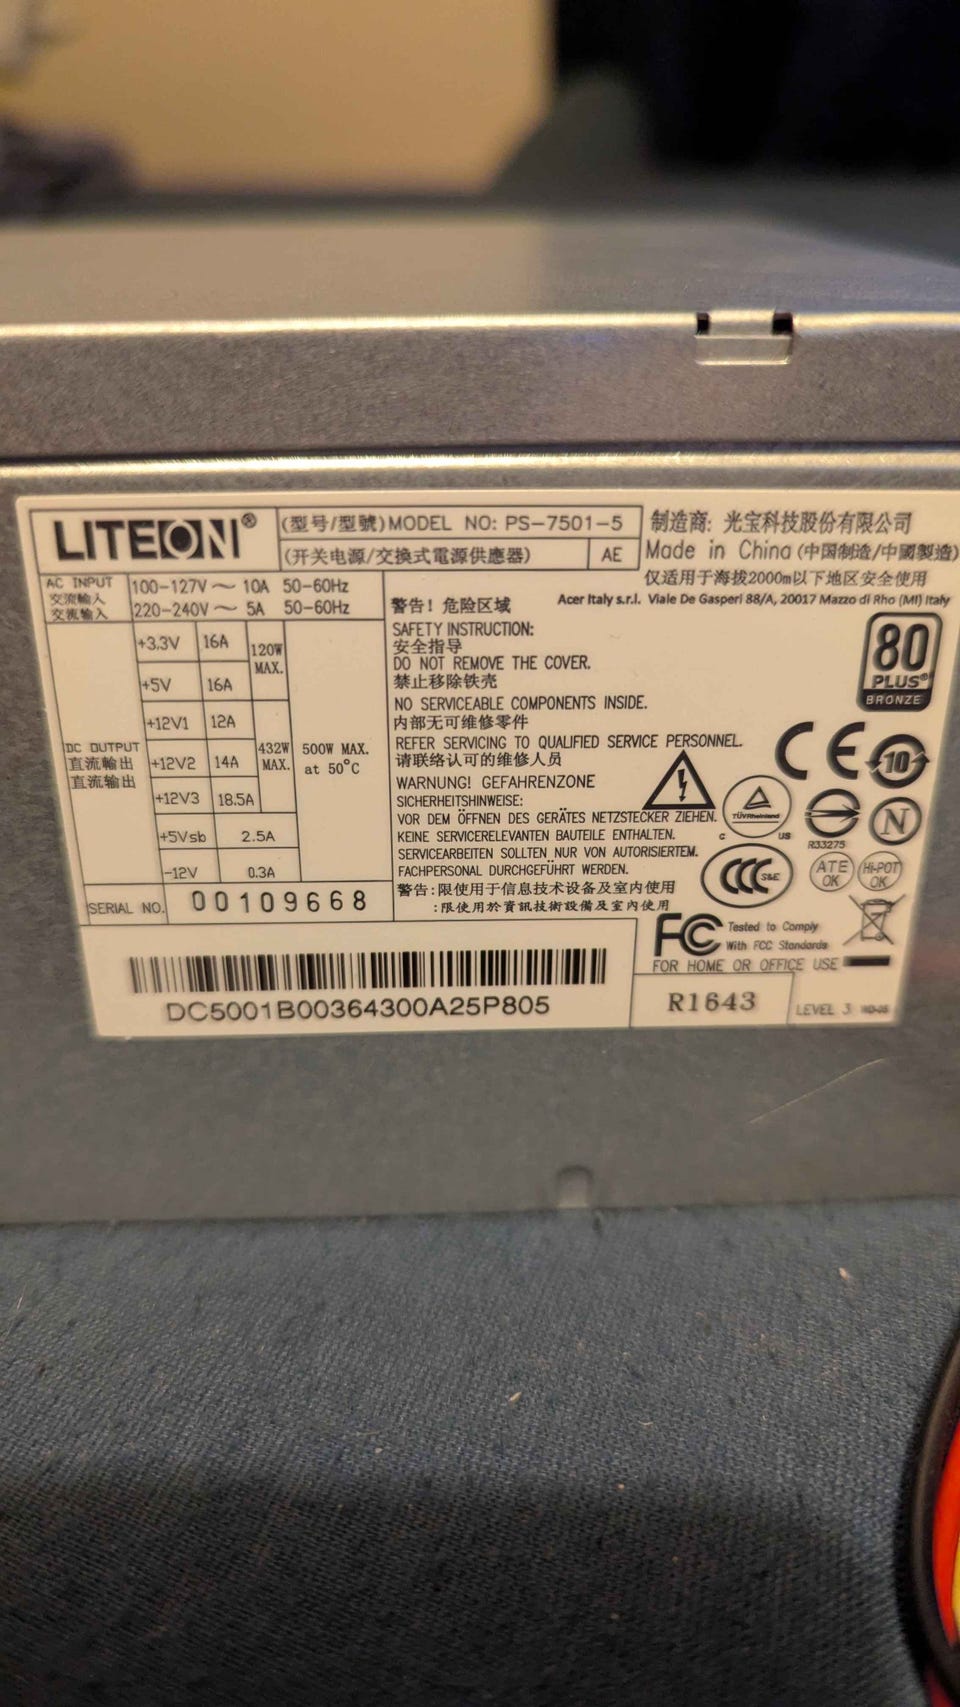 LITEON®
(型号/型號)MODEL NO: PS-7501-5
(开关电源/交換式電源供應器) AE
制造商: 光宝科技股份有限公司
Made in China (中国制造/中國製造)
仅适用于海拔2000m以下地区安全使用
Acer Italy s.r.l. Viale De Gasperi 88/A, 20017 Mazzo di Rho (MI) Italy
AC INPUT
交流輸入
交流输入
100-127V ~ 10A 50-60Hz
220-240V ~ 5A 50-60Hz
DC OUTPUT
直流輸出
直流输出
+3.3V 16A
+5V 16A
120W MAX.
+12V1 12A
+12V2 14A
+12V3 18.5A
432W MAX.
+5Vsb 2.5A
-12V 0.3A
500W MAX.
at 50°C
SERIAL NO. 00109668
警告! 危险区域
SAFETY INSTRUCTION:
安全指导
DO NOT REMOVE THE COVER.
禁止移除铁壳
NO SERVICEABLE COMPONENTS INSIDE.
内部无可维修零件
REFER SERVICING TO QUALIFIED SERVICE PERSONNEL.
请联络认可的维修人员
WARNUNG! GEFAHRENZONE
SICHERHEITSHINWEISE:
VOR DEM ÖFFNEN DES GERÄTES NETZSTECKER ZIEHEN.
KEINE SERVICERELEVANTEN BAUTEILE ENTHALTEN.
SERVICEARBEITEN SOLLTEN NUR VON AUTORISIERTEM.
FACHPERSONAL DURCHGEFÜHRT WERDEN.
警告:限使用于信息技术设备及室内使用
:限使用於資訊技術設備及室內使用
80
PLUS®
BRONZE
CE
10
TÜVRheinland
C US
R33275
N
CCC S&E
ATE OK
Hi-POT OK
FC Tested to Comply
With FCC Standards
FOR HOME OR OFFICE USE
DC5001B00364300A25P805
R1643
LEVEL 3